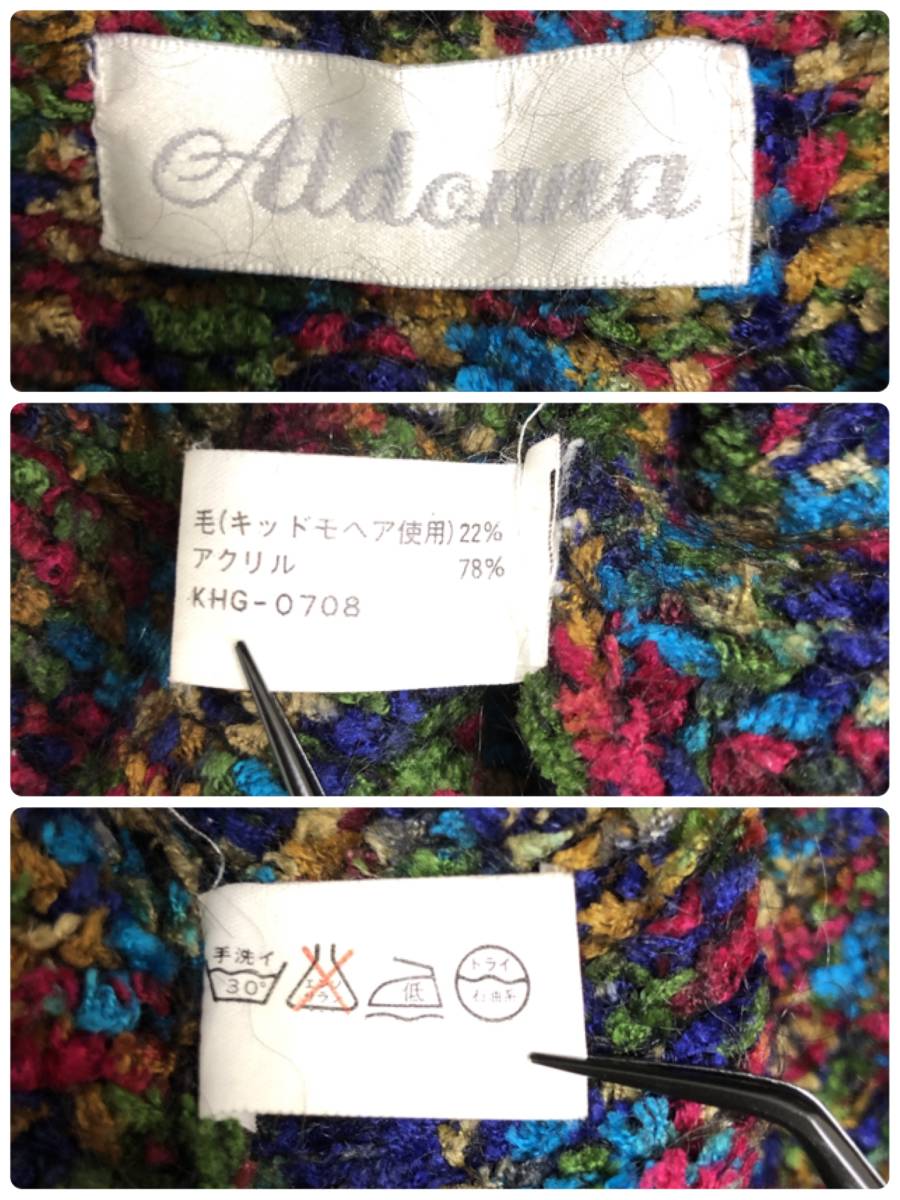 Aldonna
毛(キッドモヘア使用) 22%
アクリル 78%
KHG-0708
手洗イ
30°
エンソ
サラシ
低
ドライ
石油系